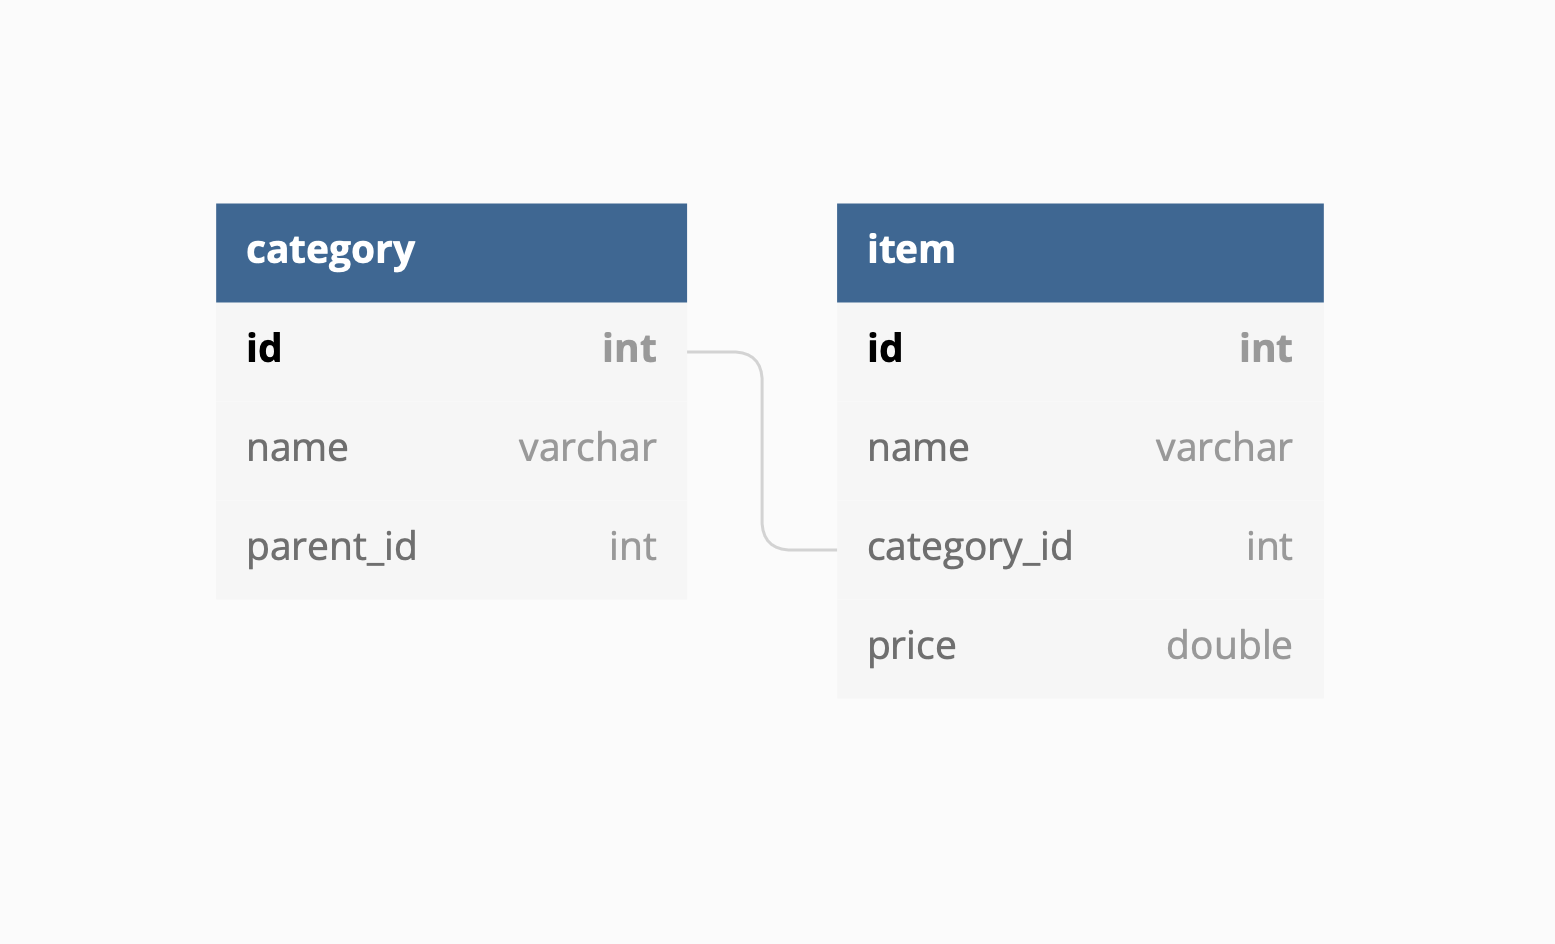 category
id int
name varchar
parent_id int
item
id int
name varchar
category_id int
price double